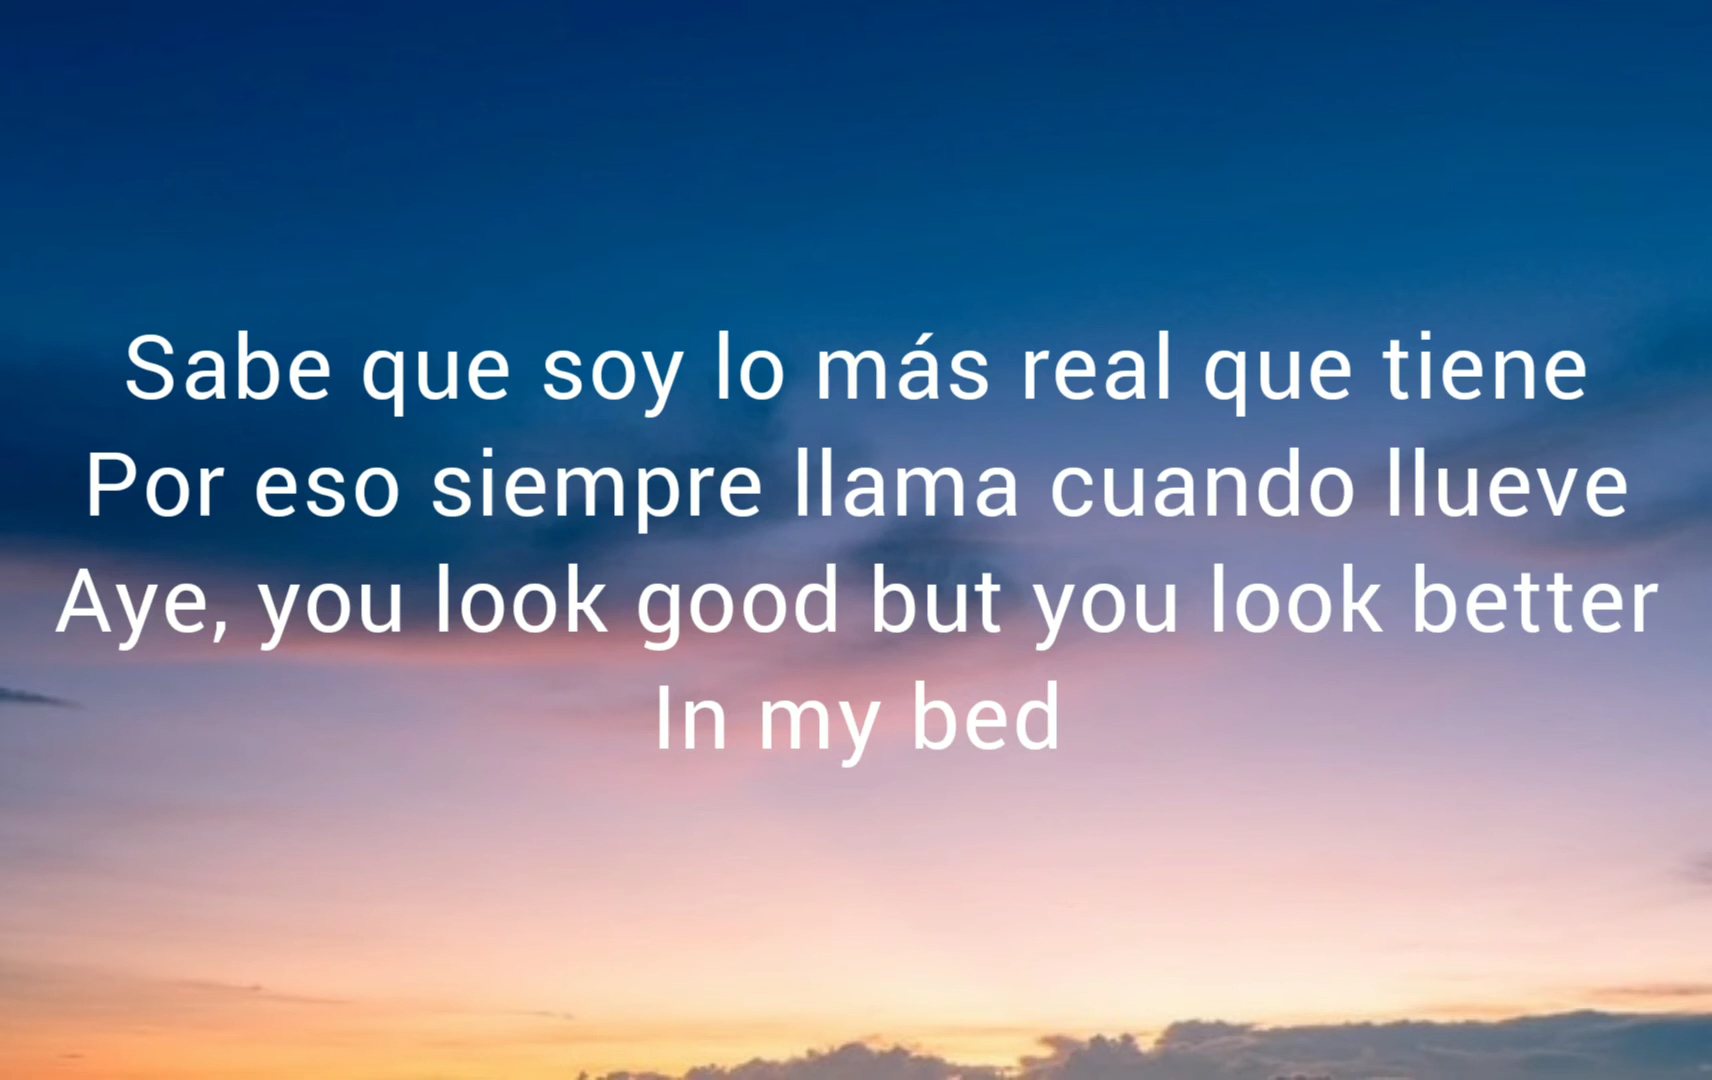 Sabe que soy lo más real que tiene
Por eso siempre llama cuando llueve
Aye, you look good but you look better
In my bed